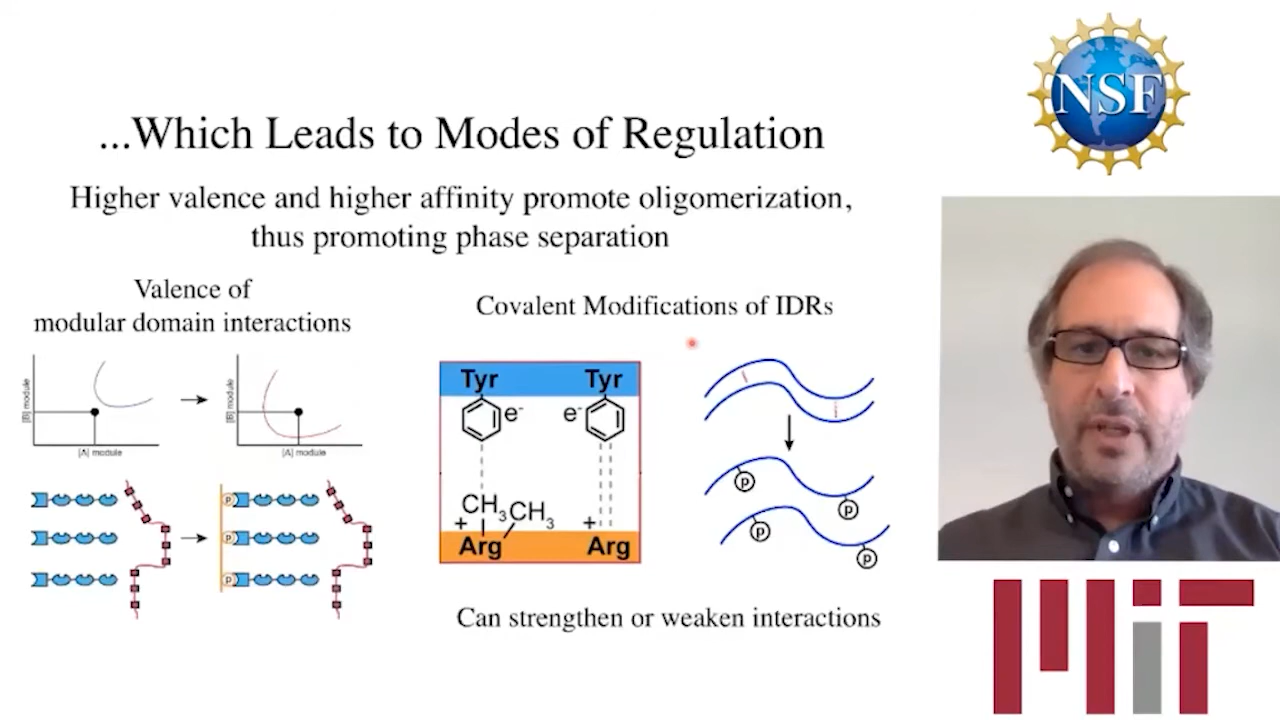 ...Which Leads to Modes of Regulation
Higher valence and higher affinity promote oligomerization,
thus promoting phase separation
Valence of
modular domain interactions
[B] module
[A] module
[B] module
[A] module
p
p
p
Covalent Modifications of IDRs
Tyr Tyr
e- e-
CH3 CH3
+ +
Arg Arg
p
p
p
p
Can strengthen or weaken interactions
NSF
MIT